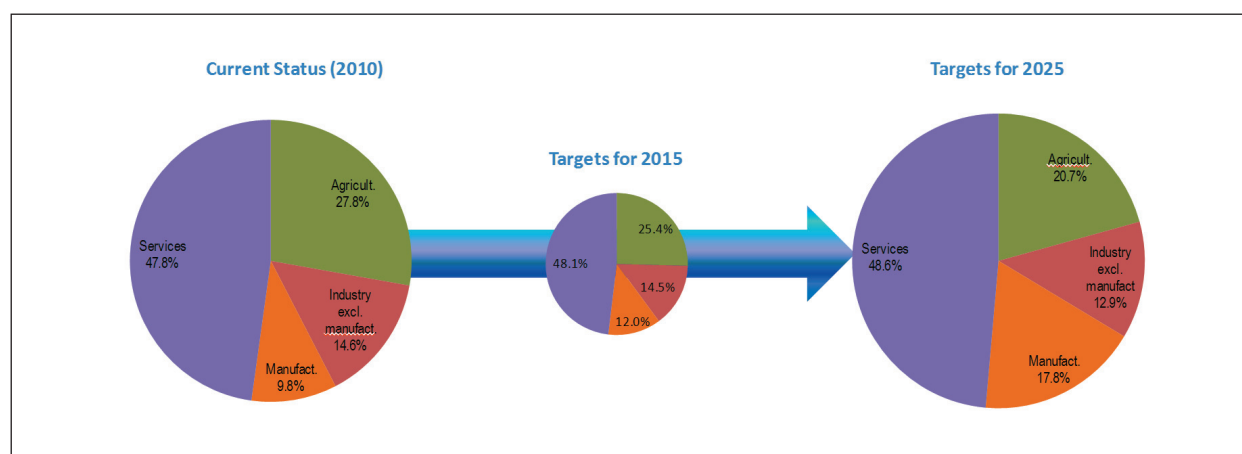 Current Status (2010)
Agricult.
27.8%
Industry
excl.
manufact.
14.6%
Manufact.
9.8%
Services
47.8%
Targets for 2015
25.4%
14.5%
12.0%
48.1%
Targets for 2025
Agricult.
20.7%
Industry
excl.
manufact
12.9%
Manufact.
17.8%
Services
48.6%